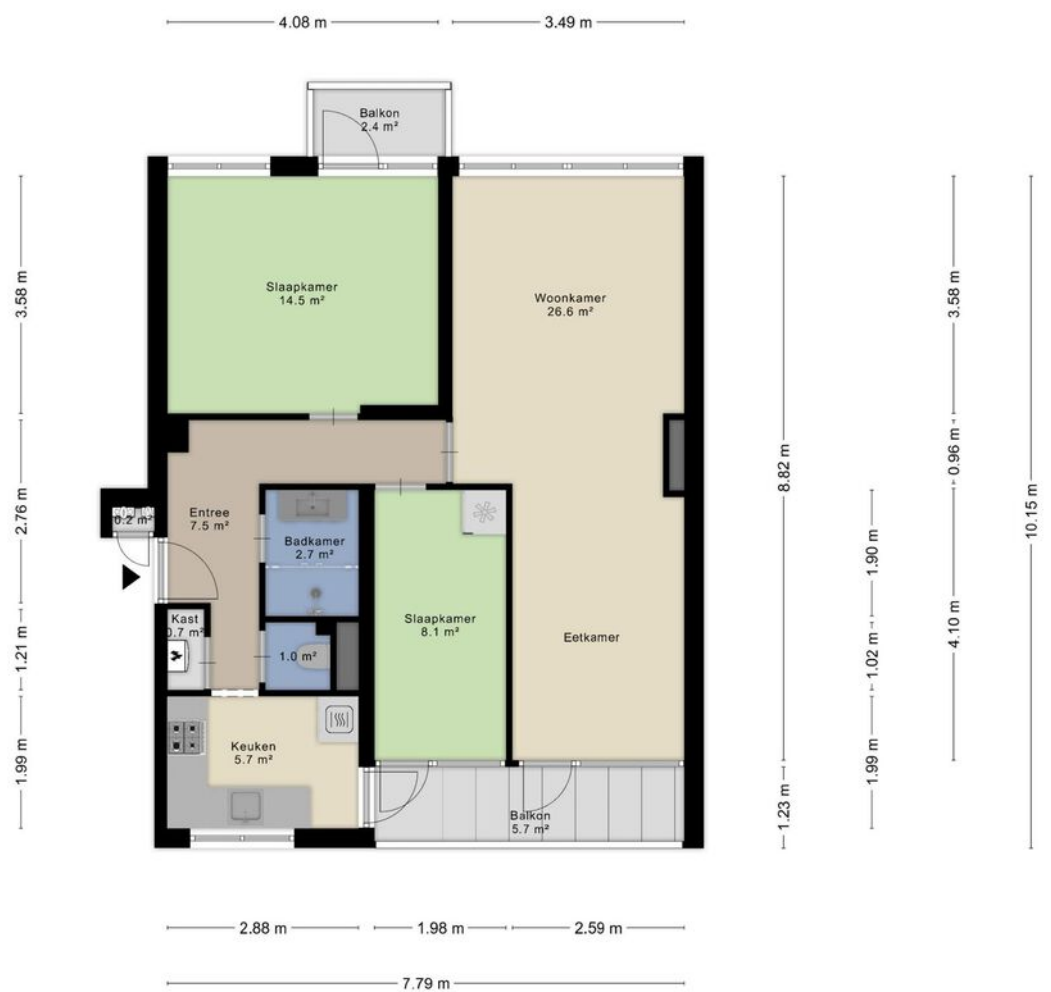 4.08 m
3.49 m
Balkon
2.4 m²
Slaapkamer
14.5 m²
Woonkamer
26.6 m²
3.58 m
3.58 m
0.96 m
8.82 m
10.15 m
2.76 m
0.2 m²
Entree
7.5 m²
Badkamer
2.7 m²
1.90 m
Kast
0.7 m²
Slaapkamer
8.1 m²
Eetkamer
4.10 m
1.21 m
1.0 m²
1.02 m
Keuken
5.7 m²
1.99 m
1.99 m
Balkon
5.7 m²
1.23 m
2.88 m
1.98 m
2.59 m
7.79 m